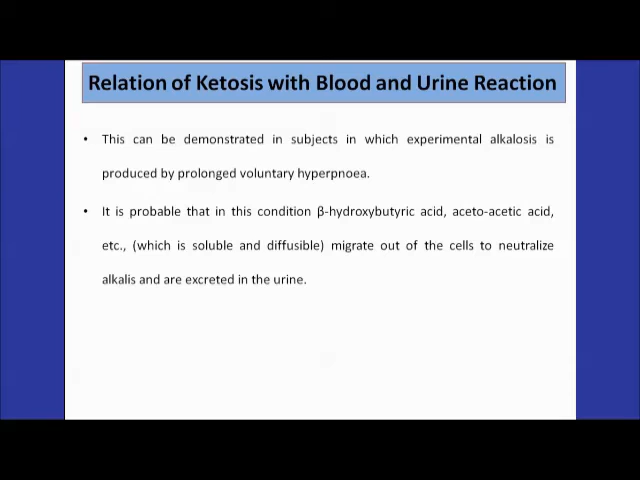 Relation of Ketosis with Blood and Urine Reaction
• This can be demonstrated in subjects in which experimental alkalosis is
produced by prolonged voluntary hyperpnoea.
• It is probable that in this condition β-hydroxybutyric acid, aceto-acetic acid,
etc., (which is soluble and diffusible) migrate out of the cells to neutralize
alkalis and are excreted in the urine.